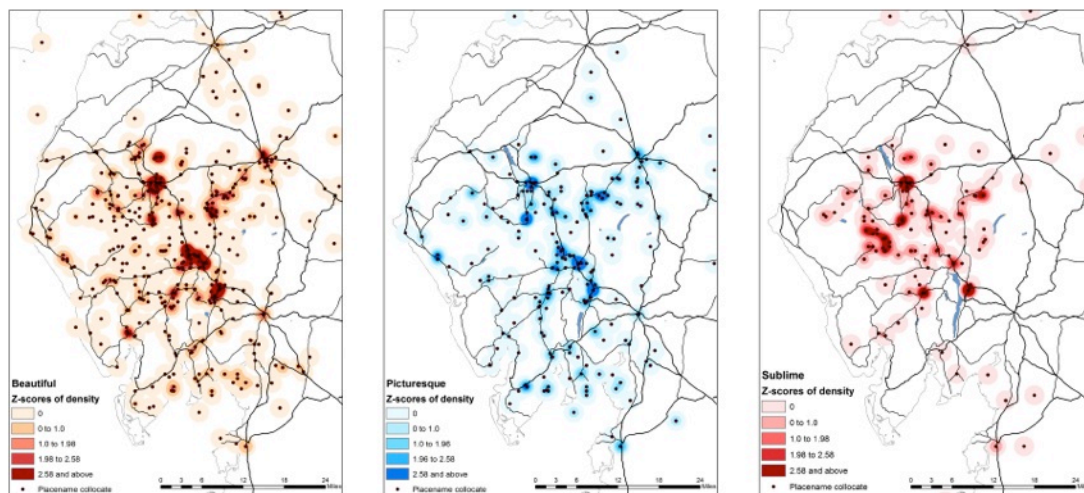 Beautiful
Z-scores of density
0
0 to 1.0
1.0 to 1.98
1.98 to 2.58
2.58 and above
Placename collocate
0 3 6 12 18 24
Miles
Picturesque
Z-scores of density
0
0 to 1.0
1.0 to 1.96
1.96 to 2.58
2.58 and above
Placename collocate
0 3 6 12 18 24
Miles
Sublime
Z-scores of density
0
0 to 1.0
1.0 to 1.98
1.98 to 2.58
2.58 and above
Placename collocate
0 3 6 12 18 24
Miles